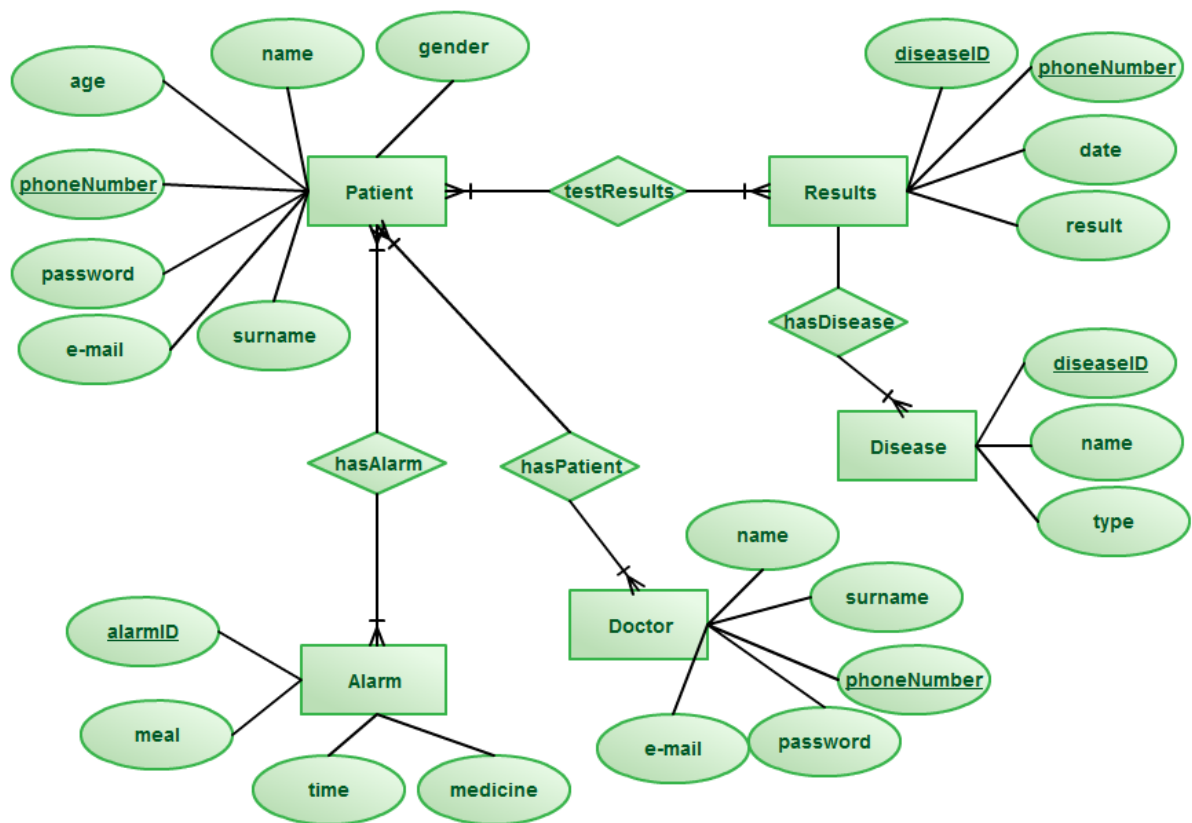 gender
name
diseaseID
phoneNumber
age
date
phoneNumber
Patient
testResults
Results
result
password
surname
e-mail
hasDisease
diseaseID
name
Disease
hasAlarm
hasPatient
type
name
surname
alarmID
Doctor
phoneNumber
Alarm
meal
e-mail
password
time
medicine